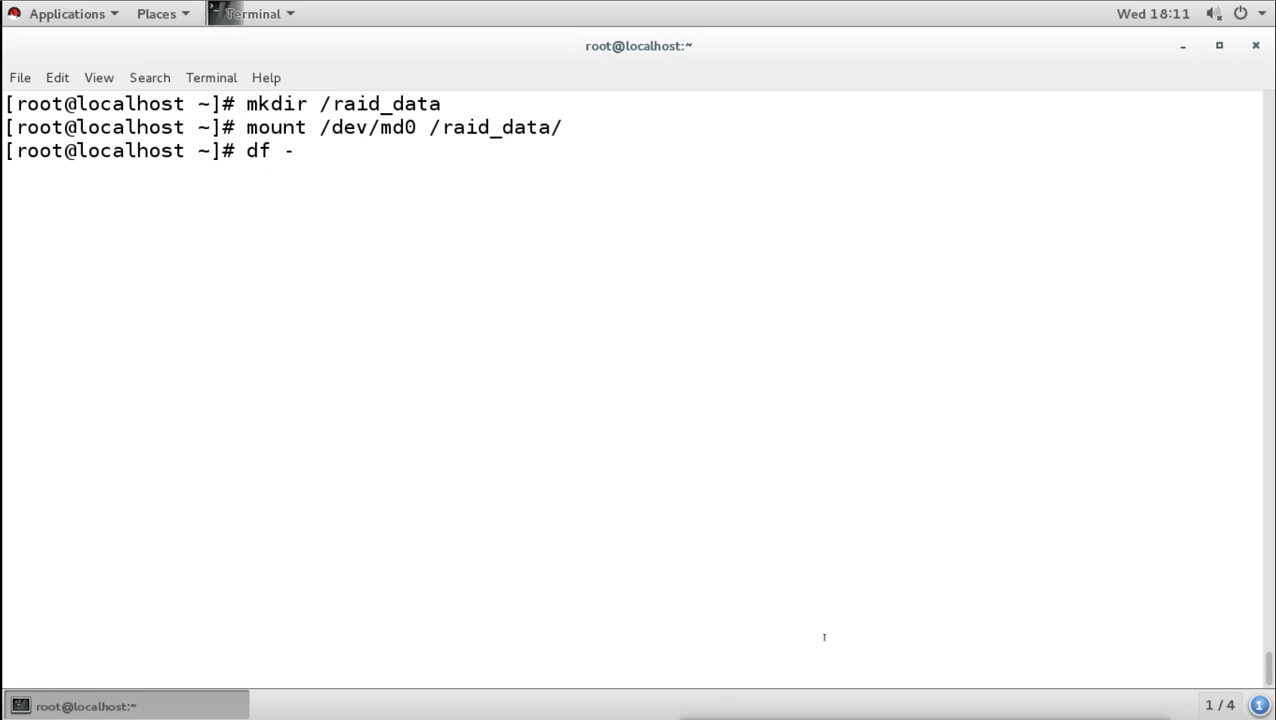 Applications Places Terminal Wed 18:11
root@localhost:~
File Edit View Search Terminal Help
[root@localhost ~]# mkdir /raid_data
[root@localhost ~]# mount /dev/md0 /raid_data/
[root@localhost ~]# df -
root@localhost:~ 1 / 4 1